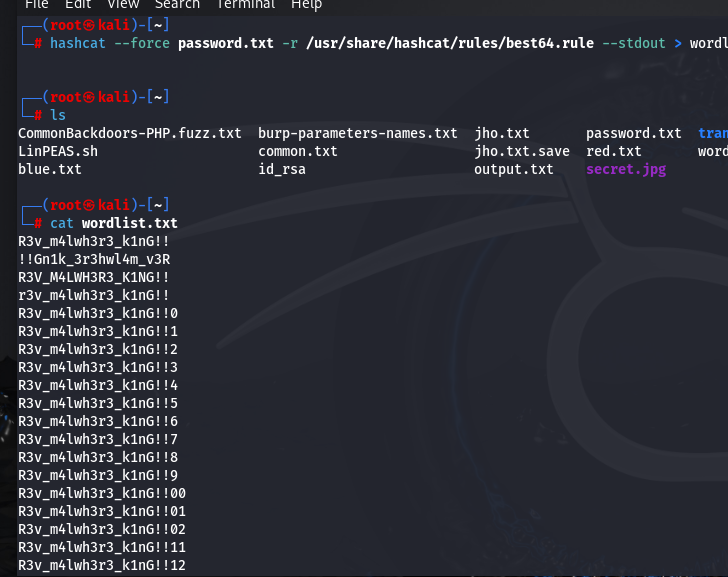 File Edit View Search Terminal Help
┌──(root㉿kali)-[~]
└─# hashcat --force password.txt -r /usr/share/hashcat/rules/best64.rule --stdout > wordl
┌──(root㉿kali)-[~]
└─# ls
CommonBackdoors-PHP.fuzz.txt burp-parameters-names.txt jho.txt password.txt tran
LinPEAS.sh common.txt jho.txt.save red.txt word
blue.txt id_rsa output.txt secret.jpg
┌──(root㉿kali)-[~]
└─# cat wordlist.txt
R3v_m4lwh3r3_k1nG!!
!!Gn1k_3r3hwl4m_v3R
R3V_M4LWH3R3_K1NG!!
r3v_m4lwh3r3_k1nG!!
R3v_m4lwh3r3_k1nG!!0
R3v_m4lwh3r3_k1nG!!1
R3v_m4lwh3r3_k1nG!!2
R3v_m4lwh3r3_k1nG!!3
R3v_m4lwh3r3_k1nG!!4
R3v_m4lwh3r3_k1nG!!5
R3v_m4lwh3r3_k1nG!!6
R3v_m4lwh3r3_k1nG!!7
R3v_m4lwh3r3_k1nG!!8
R3v_m4lwh3r3_k1nG!!9
R3v_m4lwh3r3_k1nG!!00
R3v_m4lwh3r3_k1nG!!01
R3v_m4lwh3r3_k1nG!!02
R3v_m4lwh3r3_k1nG!!11
R3v_m4lwh3r3_k1nG!!12